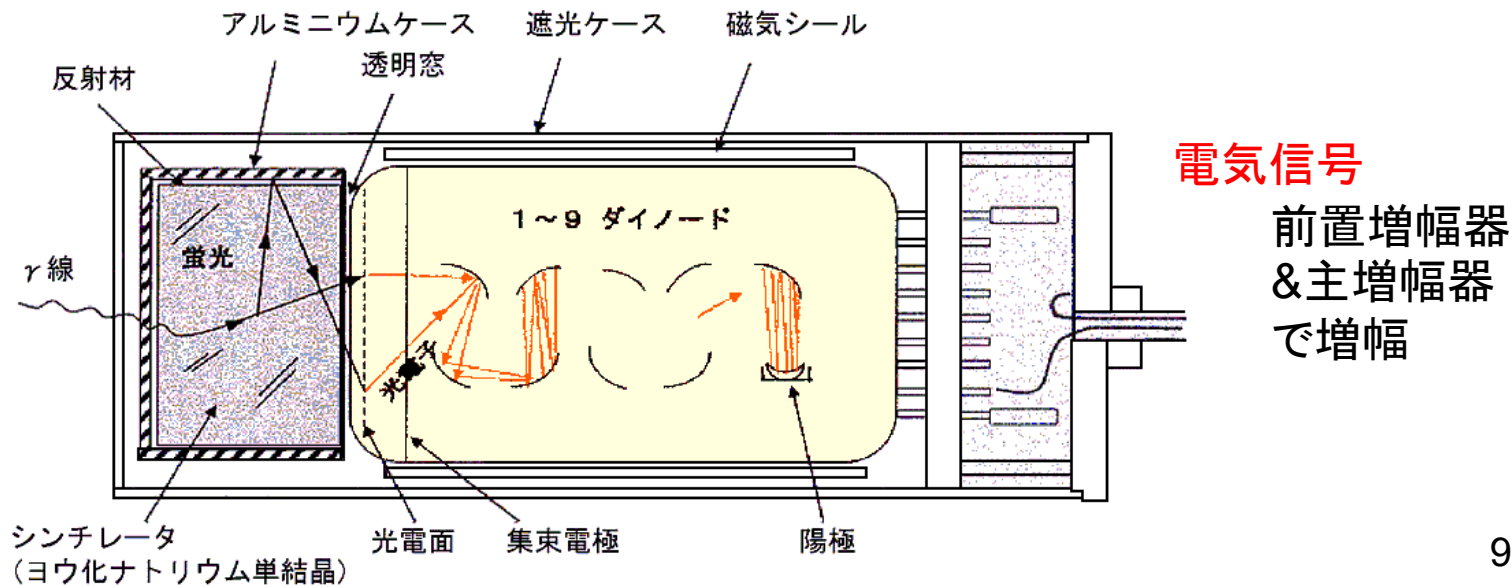 アルミニウムケース
遮光ケース
磁気シール
透明窓
反射材
電気信号
前置増幅器
&主増幅器
で増幅
1～9 ダイノード
蛍光
γ線
光電子
シンチレータ
(ヨウ化ナトリウム単結晶)
光電面
集束電極
陽極
9